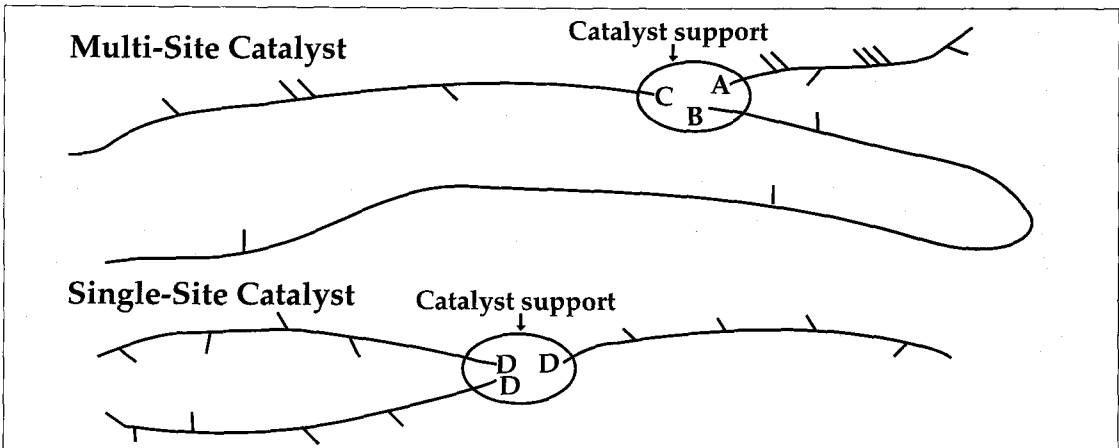 Multi-Site Catalyst
Catalyst support
A
C
B
Single-Site Catalyst
Catalyst support
D D
D